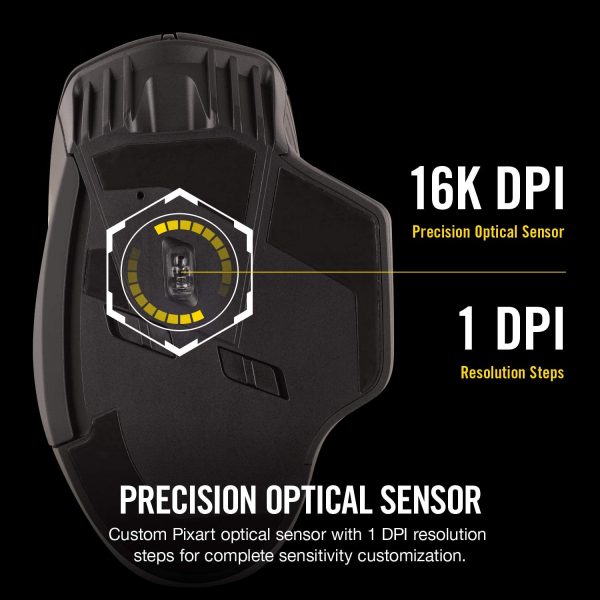 16K DPI
Precision Optical Sensor
1 DPI
Resolution Steps
PRECISION OPTICAL SENSOR
Custom Pixart optical sensor with 1 DPI resolution
steps for complete sensitivity customization.